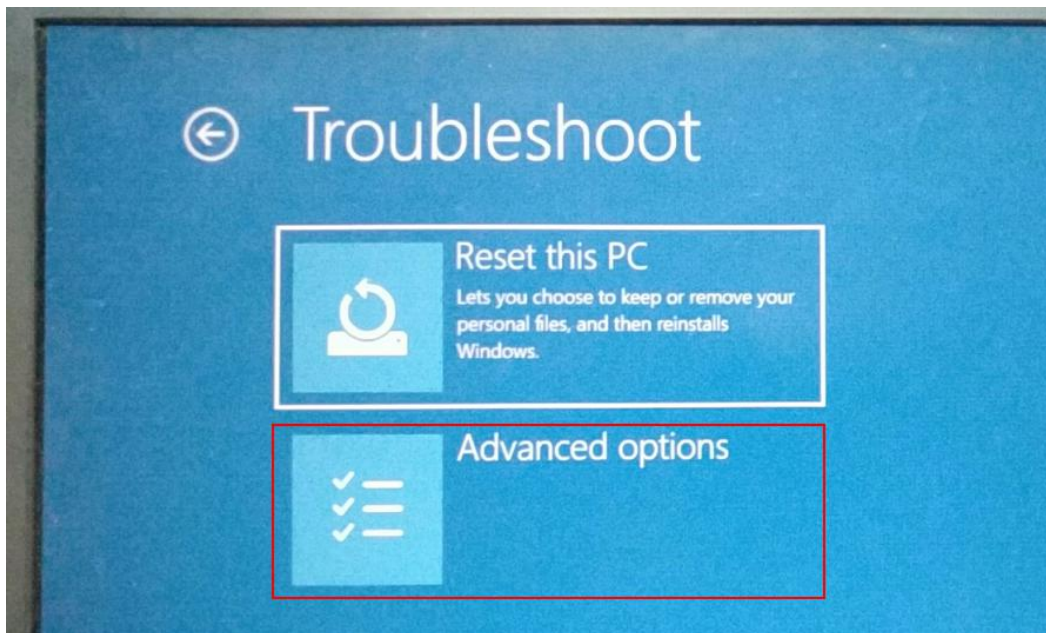 Troubleshoot
Reset this PC
Lets you choose to keep or remove your
personal files, and then reinstalls
Windows.
Advanced options